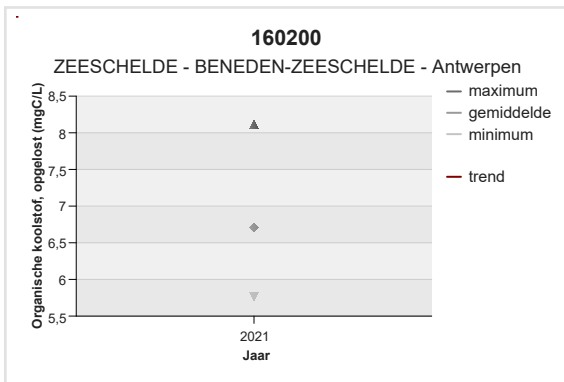 160200
ZEESCHELDE - BENEDEN-ZEESCHELDE - Antwerpen
Organische koolstof, opgelost (mgC/L)
8,5
8
7,5
7
6,5
6
5,5
2021
Jaar
maximum
gemiddelde
minimum
trend